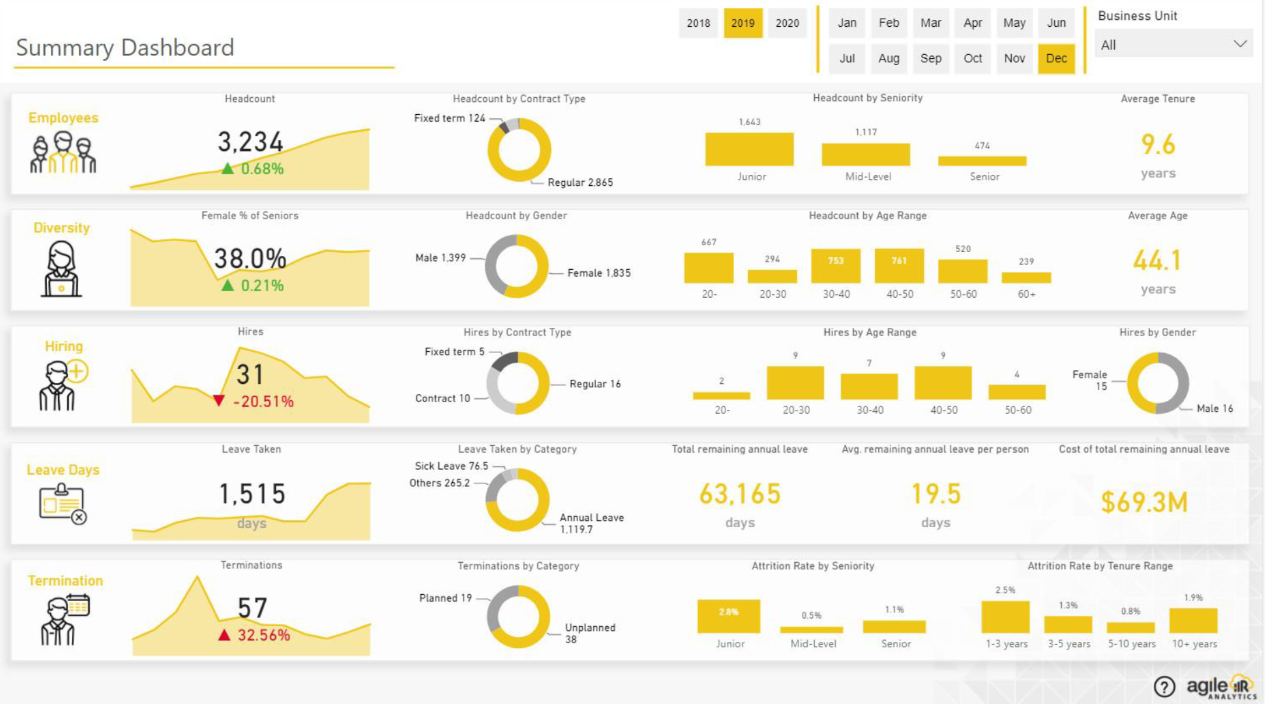 Summary Dashboard
2018 2019 2020
Jan Feb Mar Apr May Jun
Jul Aug Sep Oct Nov Dec
Business Unit
All
Employees
Headcount
3,234
0.68%
Headcount by Contract Type
Fixed term 124
Regular 2.865
Headcount by Seniority
1,643 1,117 474
Junior Mid-Level Senior
Average Tenure
9.6
years
Diversity
Female % of Seniors
38.0%
0.21%
Headcount by Gender
Male 1,399
Female 1,835
Headcount by Age Range
667 294 753 761 520 239
20- 20-30 30-40 40-50 50-60 60+
Average Age
44.1
years
Hiring
Hires
31
-20.51%
Hires by Contract Type
Fixed term 5
Contract 10
Regular 16
Hires by Age Range
2 9 7 9 4
20- 20-30 30-40 40-50 50-60
Hires by Gender
Female
15
Male 16
Leave Days
Leave Taken
1,515
days
Leave Taken by Category
Sick Leave 76.5
Others 265.2
Annual Leave
1,119.7
Total remaining annual leave
63,165
days
Avg. remaining annual leave per person
19.5
days
Cost of total remaining annual leave
$69.3M
Termination
Terminations
57
32.56%
Terminations by Category
Planned 19
Unplanned
38
Attrition Rate by Seniority
2.8% 0.5% 1.1%
Junior Mid-Level Senior
Attrition Rate by Tenure Range
2.5% 1.3% 0.8% 1.9%
1-3 years 3-5 years 5-10 years 10+ years
?
agile
ANALYTICS